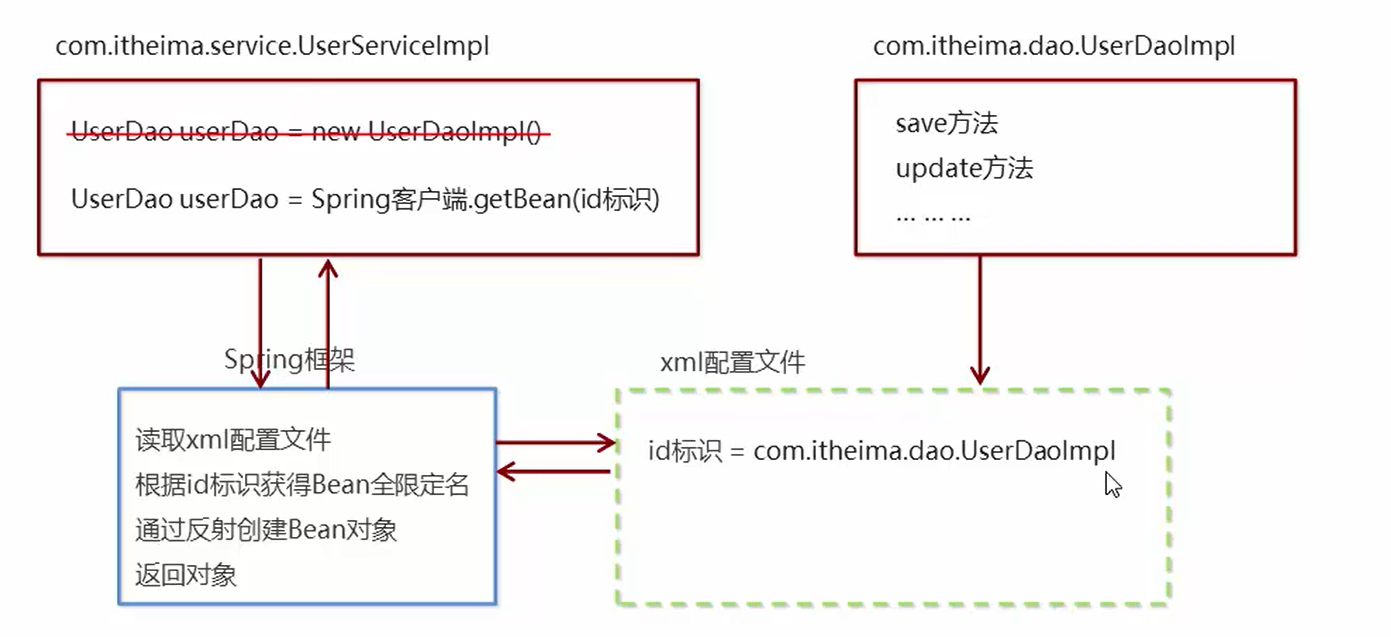 com.itheima.service.UserServiceImpl
com.itheima.dao.UserDaoImpl
UserDao userDao = new UserDaoImpl()
UserDao userDao = Spring客户端.getBean(id标识)
save方法
update方法
... ... ...
Spring框架
xml配置文件
读取xml配置文件
根据id标识获得Bean全限定名
通过反射创建Bean对象
返回对象
id标识 = com.itheima.dao.UserDaoImpl